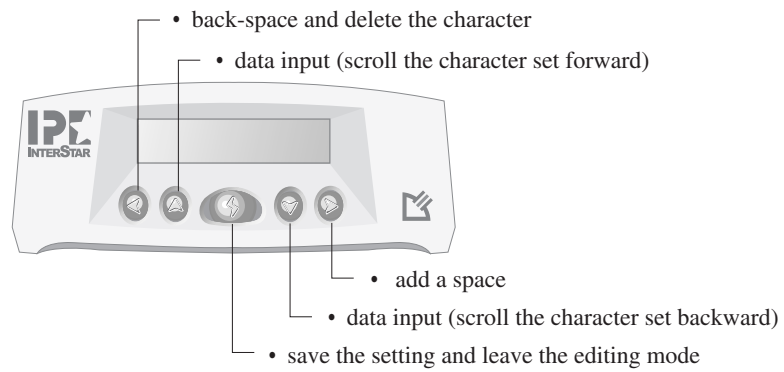 • back-space and delete the character
• data input (scroll the character set forward)
IPE
INTERSTAR
• add a space
• data input (scroll the character set backward)
• save the setting and leave the editing mode